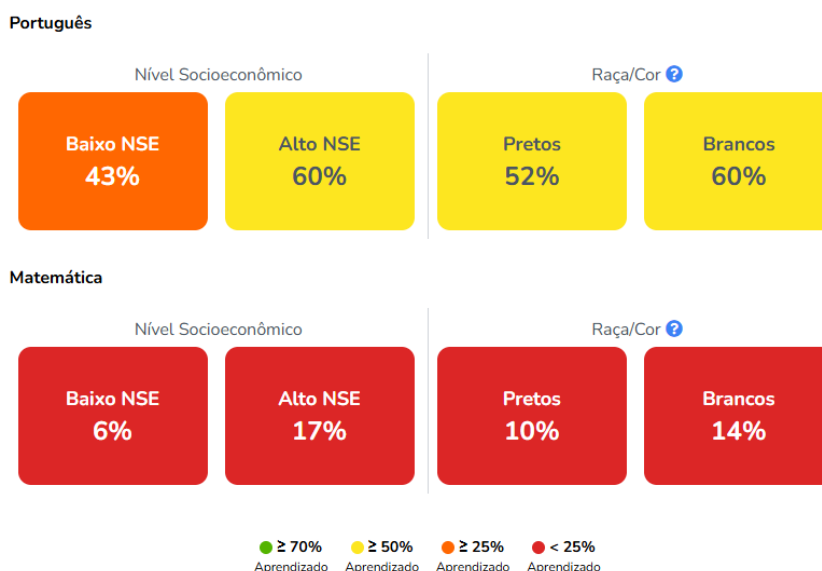 Português
Nível Socioeconômico
Raça/Cor ?
Baixo NSE
43%
Alto NSE
60%
Pretos
52%
Brancos
60%
Matemática
Nível Socioeconômico
Raça/Cor ?
Baixo NSE
6%
Alto NSE
17%
Pretos
10%
Brancos
14%
≥ 70%
Aprendizado
≥ 50%
Aprendizado
≥ 25%
Aprendizado
< 25%
Aprendizado